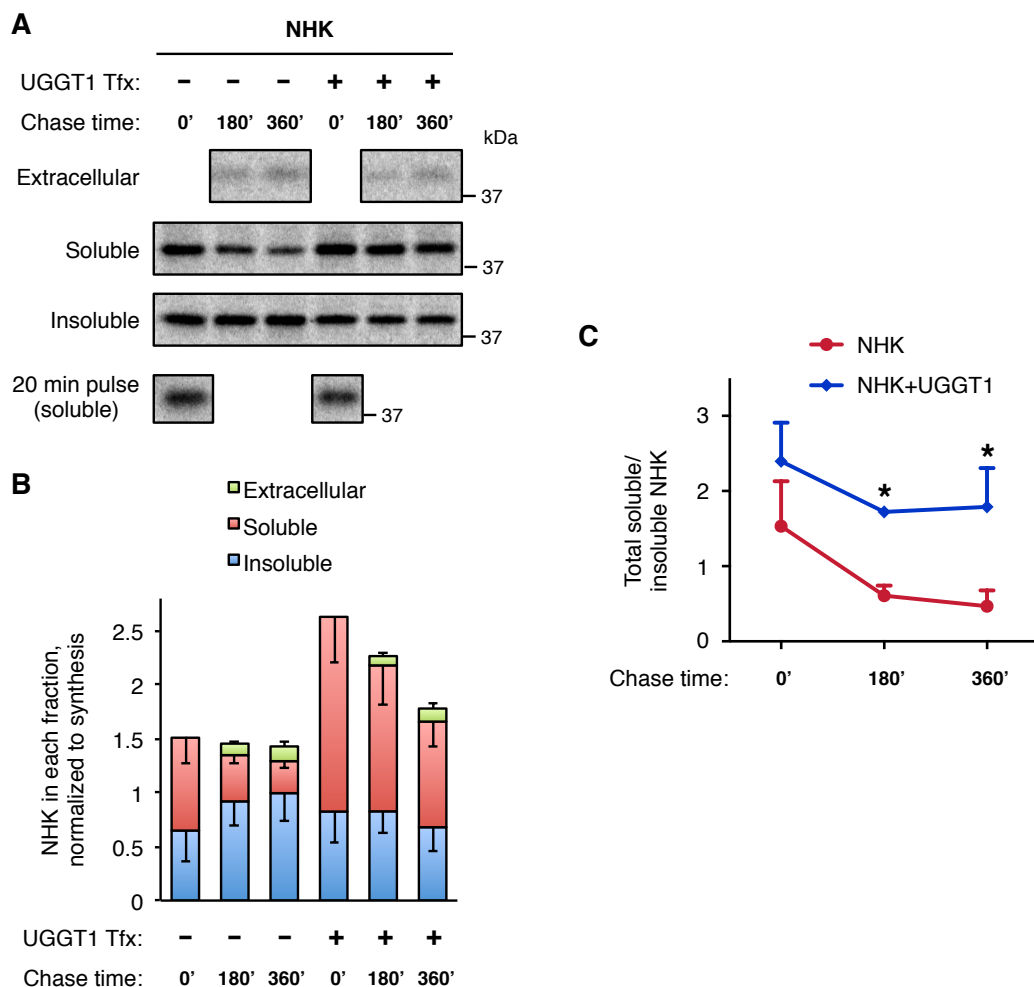 A
NHK
UGGT1 Tfx: – – – + + +
Chase time: 0’ 180’ 360’ 0’ 180’ 360’
kDa
Extracellular
37
Soluble
37
Insoluble
37
20 min pulse
(soluble)
37
B
Extracellular
Soluble
Insoluble
NHK in each fraction,
normalized to synthesis
2.5
2
1.5
1
0.5
0
UGGT1 Tfx: – – – + + +
Chase time: 0’ 180’ 360’ 0’ 180’ 360’
C
NHK
NHK+UGGT1
Total soluble/
insoluble NHK
3
2
1
0
*
*
Chase time: 0’ 180’ 360’